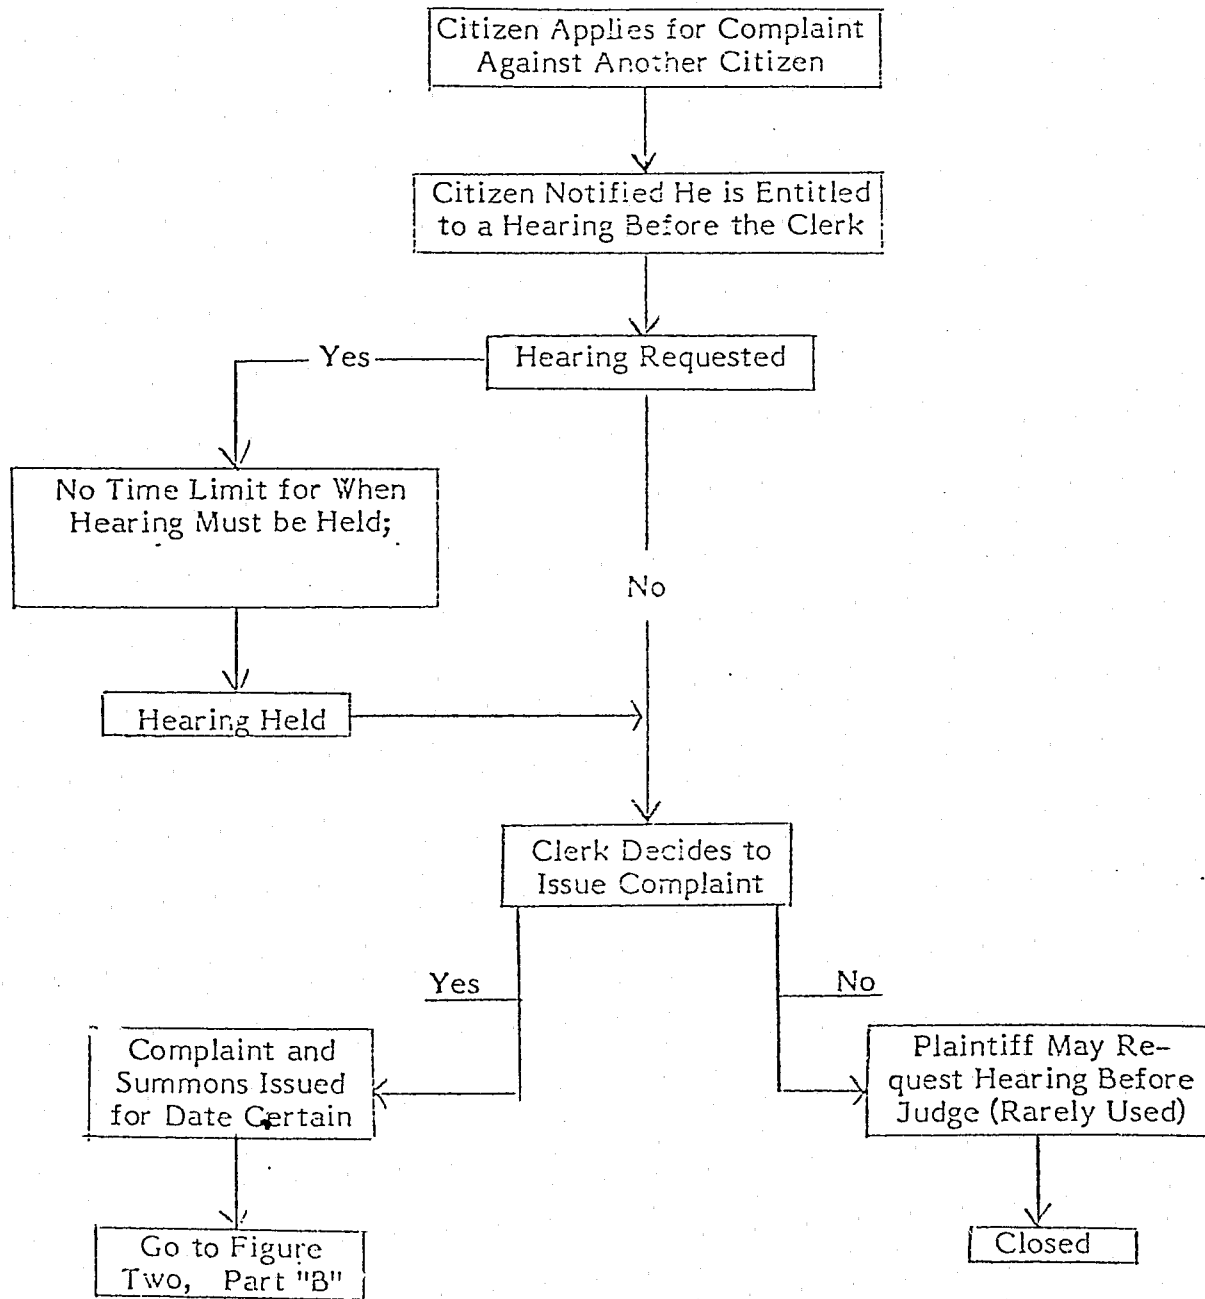 Citizen Applies for Complaint
Against Another Citizen
Citizen Notified He is Entitled
to a Hearing Before the Clerk
Yes
Hearing Requested
No Time Limit for When
Hearing Must be Held;
No
Hearing Held
Clerk Decides to
Issue Complaint
Yes
No
Complaint and
Summons Issued
for Date Certain
Plaintiff May Re-
quest Hearing Before
Judge (Rarely Used)
Go to Figure
Two, Part "B"
Closed